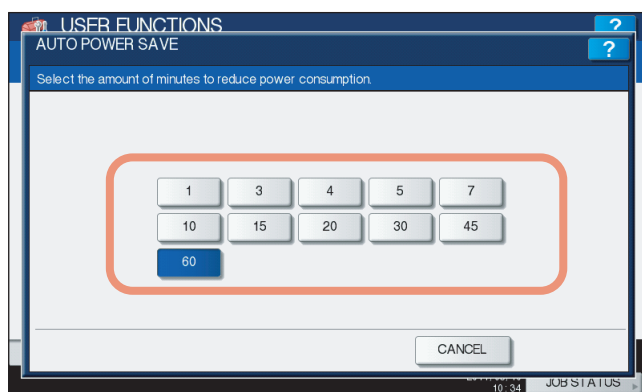 USER FUNCTIONS
?
AUTO POWER SAVE
?
Select the amount of minutes to reduce power consumption.
1 3 4 5 7
10 15 20 30 45
60
CANCEL
10:34 JOB STATUS